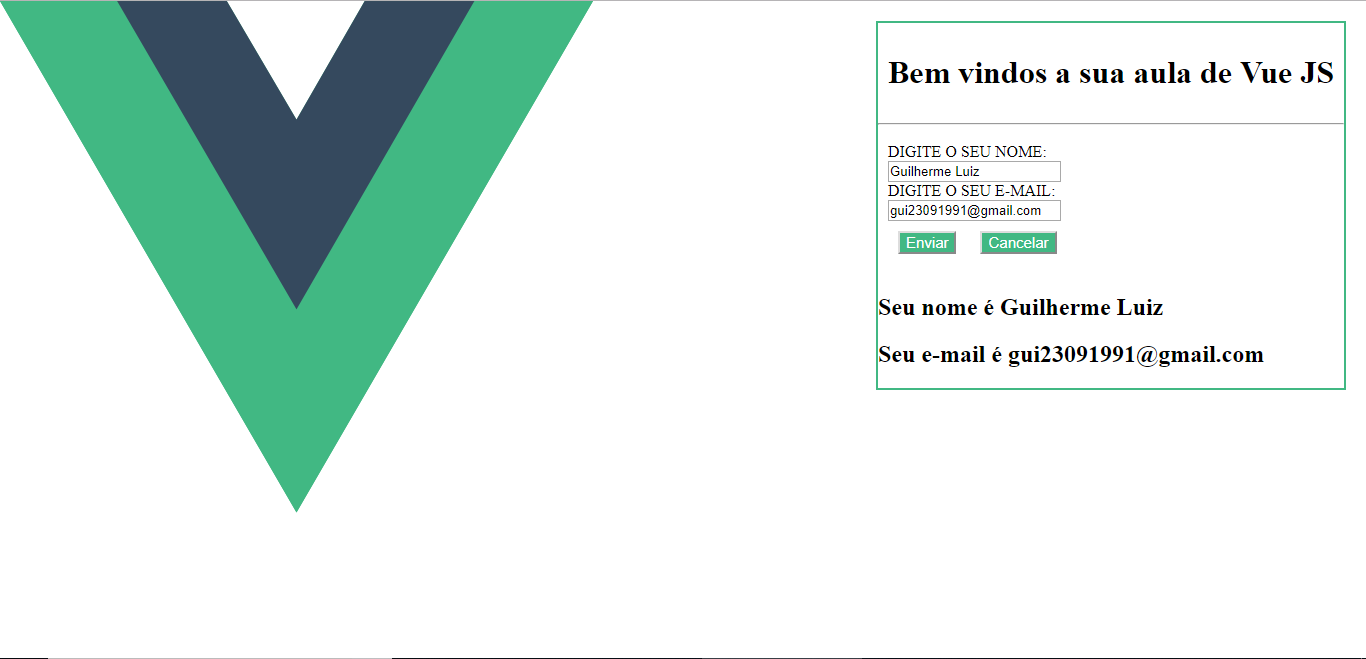 Bem vindos a sua aula de Vue JS
DIGITE O SEU NOME:
Guilherme Luiz
DIGITE O SEU E-MAIL:
gui23091991@gmail.com
Enviar Cancelar
Seu nome é Guilherme Luiz
Seu e-mail é gui23091991@gmail.com